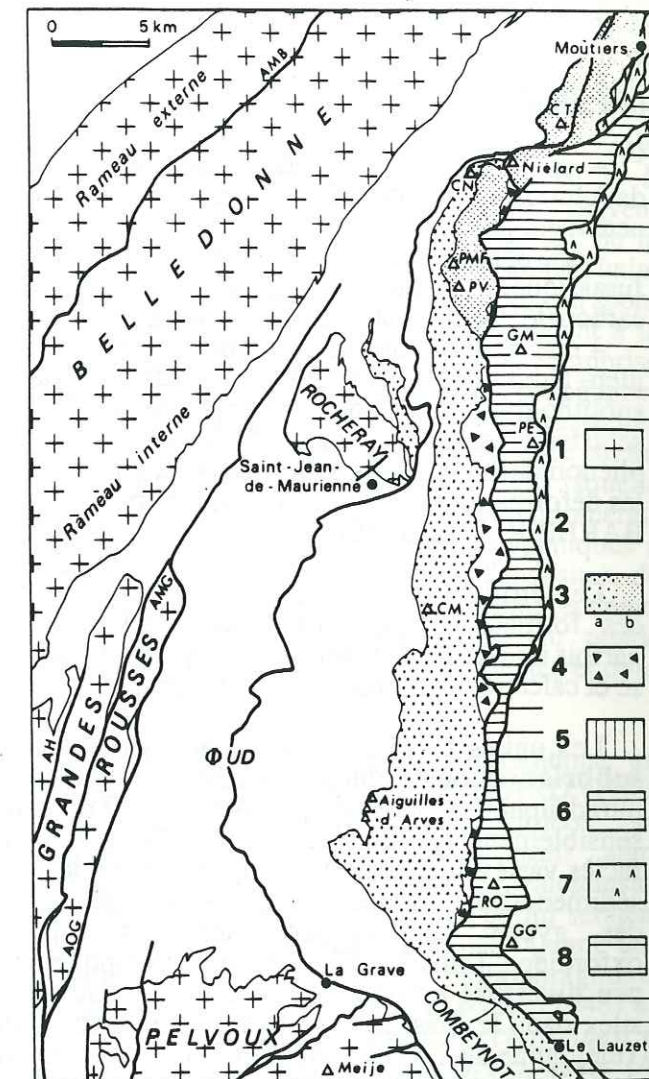 0 5 km
Moûtiers
Rameau externe
AMB
CT
BELLEDONNE
Niélard
CN
PMF
PV
GM
ROCHERAY
PE
1
Rameau interne
Saint-Jean-
de-Maurienne
2
3
a b
AMG
CM
4
GRANDES
ROUSSES
AH
5
ΦUD
Aiguilles
d'Arves
6
7
RO
GG
8
AOG
La Grave
PELVOUX
COMBEYNOT
Le Lauzet
Meije